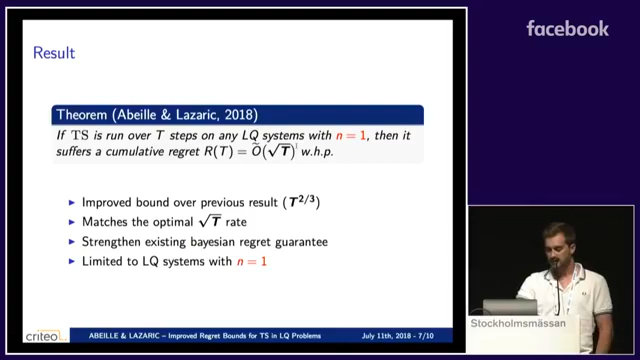 facebook
Result
Theorem (Abeille & Lazaric, 2018)
If TS is run over T steps on any LQ systems with n = 1, then it
suffers a cumulative regret R(T) = Õ(√T) w.h.p.
Improved bound over previous result (T^{2/3})
Matches the optimal √T rate
Strengthen existing bayesian regret guarantee
Limited to LQ systems with n = 1
Stockholmsmässan
criteo
ABEILLE & LAZARIC – Improved Regret Bounds for TS in LQ Problems
July 11th, 2018 - 7/10